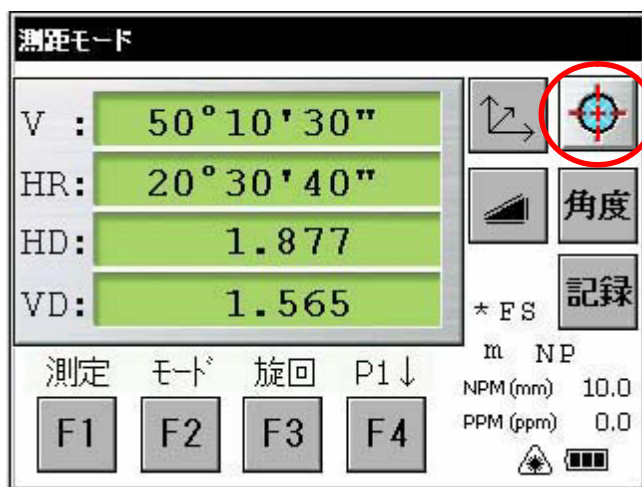 測距モード
V : 50°10'30"
HR: 20°30'40"
HD: 1.877
VD: 1.565
角度
記録
*FS
m NP
NPM (mm) 10.0
PPM (ppm) 0.0
測定 モード 旋回 P1↓
F1 F2 F3 F4